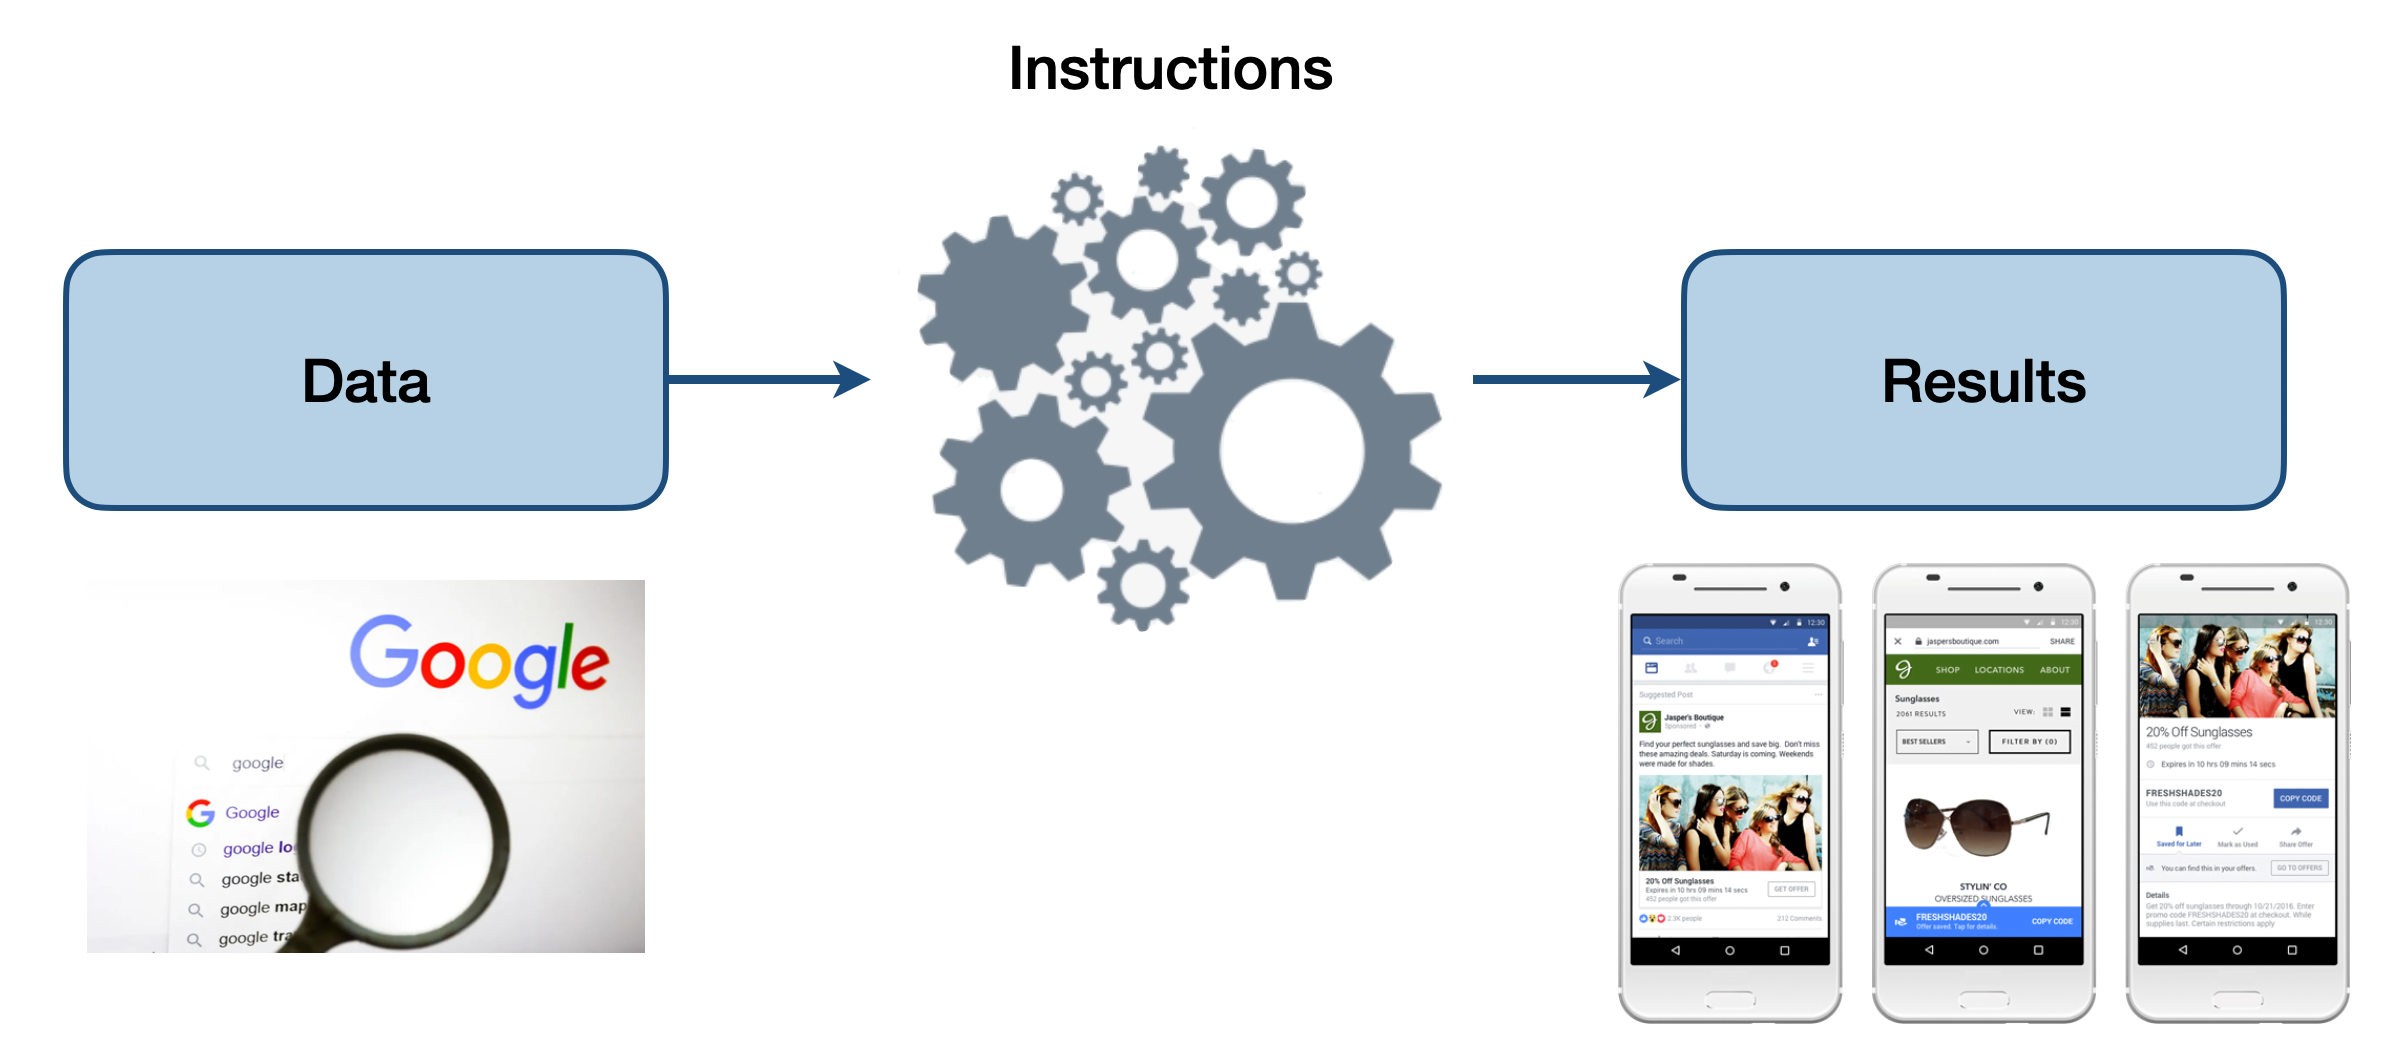 Instructions
Data
Results
Google
google
Google
google lo
google sta
google map
google tra
12:30
Search
Suggested Post
Jasper's Boutique
Sponsored
Find your perfect sunglasses and save big. Don't miss
these amazing deals. Saturday is coming. Weekends
were made for shades.
20% Off Sunglasses
Expires in 10 hrs 09 mins 14 secs
452 people got this offer
GET OFFER
2.3K people
212 Comments
12:30
jaspersboutique.com
SHARE
SHOP LOCATIONS ABOUT
Sunglasses
2061 RESULTS
VIEW:
BEST SELLERS
FILTER BY (0)
STYLIN' CO
OVERSIZED SUNGLASSES
FRESHSHADES20
Offer saved. Tap for details.
COPY CODE
12:30
20% Off Sunglasses
452 people got this offer
Expires in 10 hrs 09 mins 14 secs
FRESHSHADES20
Use this code at checkout
COPY CODE
Saved for Later
Mark as Used
Share Offer
You can find this in your offers.
GO TO OFFERS
Details
Get 20% off sunglasses through 10/21/2016. Enter
promo code FRESHSHADES20 at checkout. While
supplies last. Certain restrictions apply